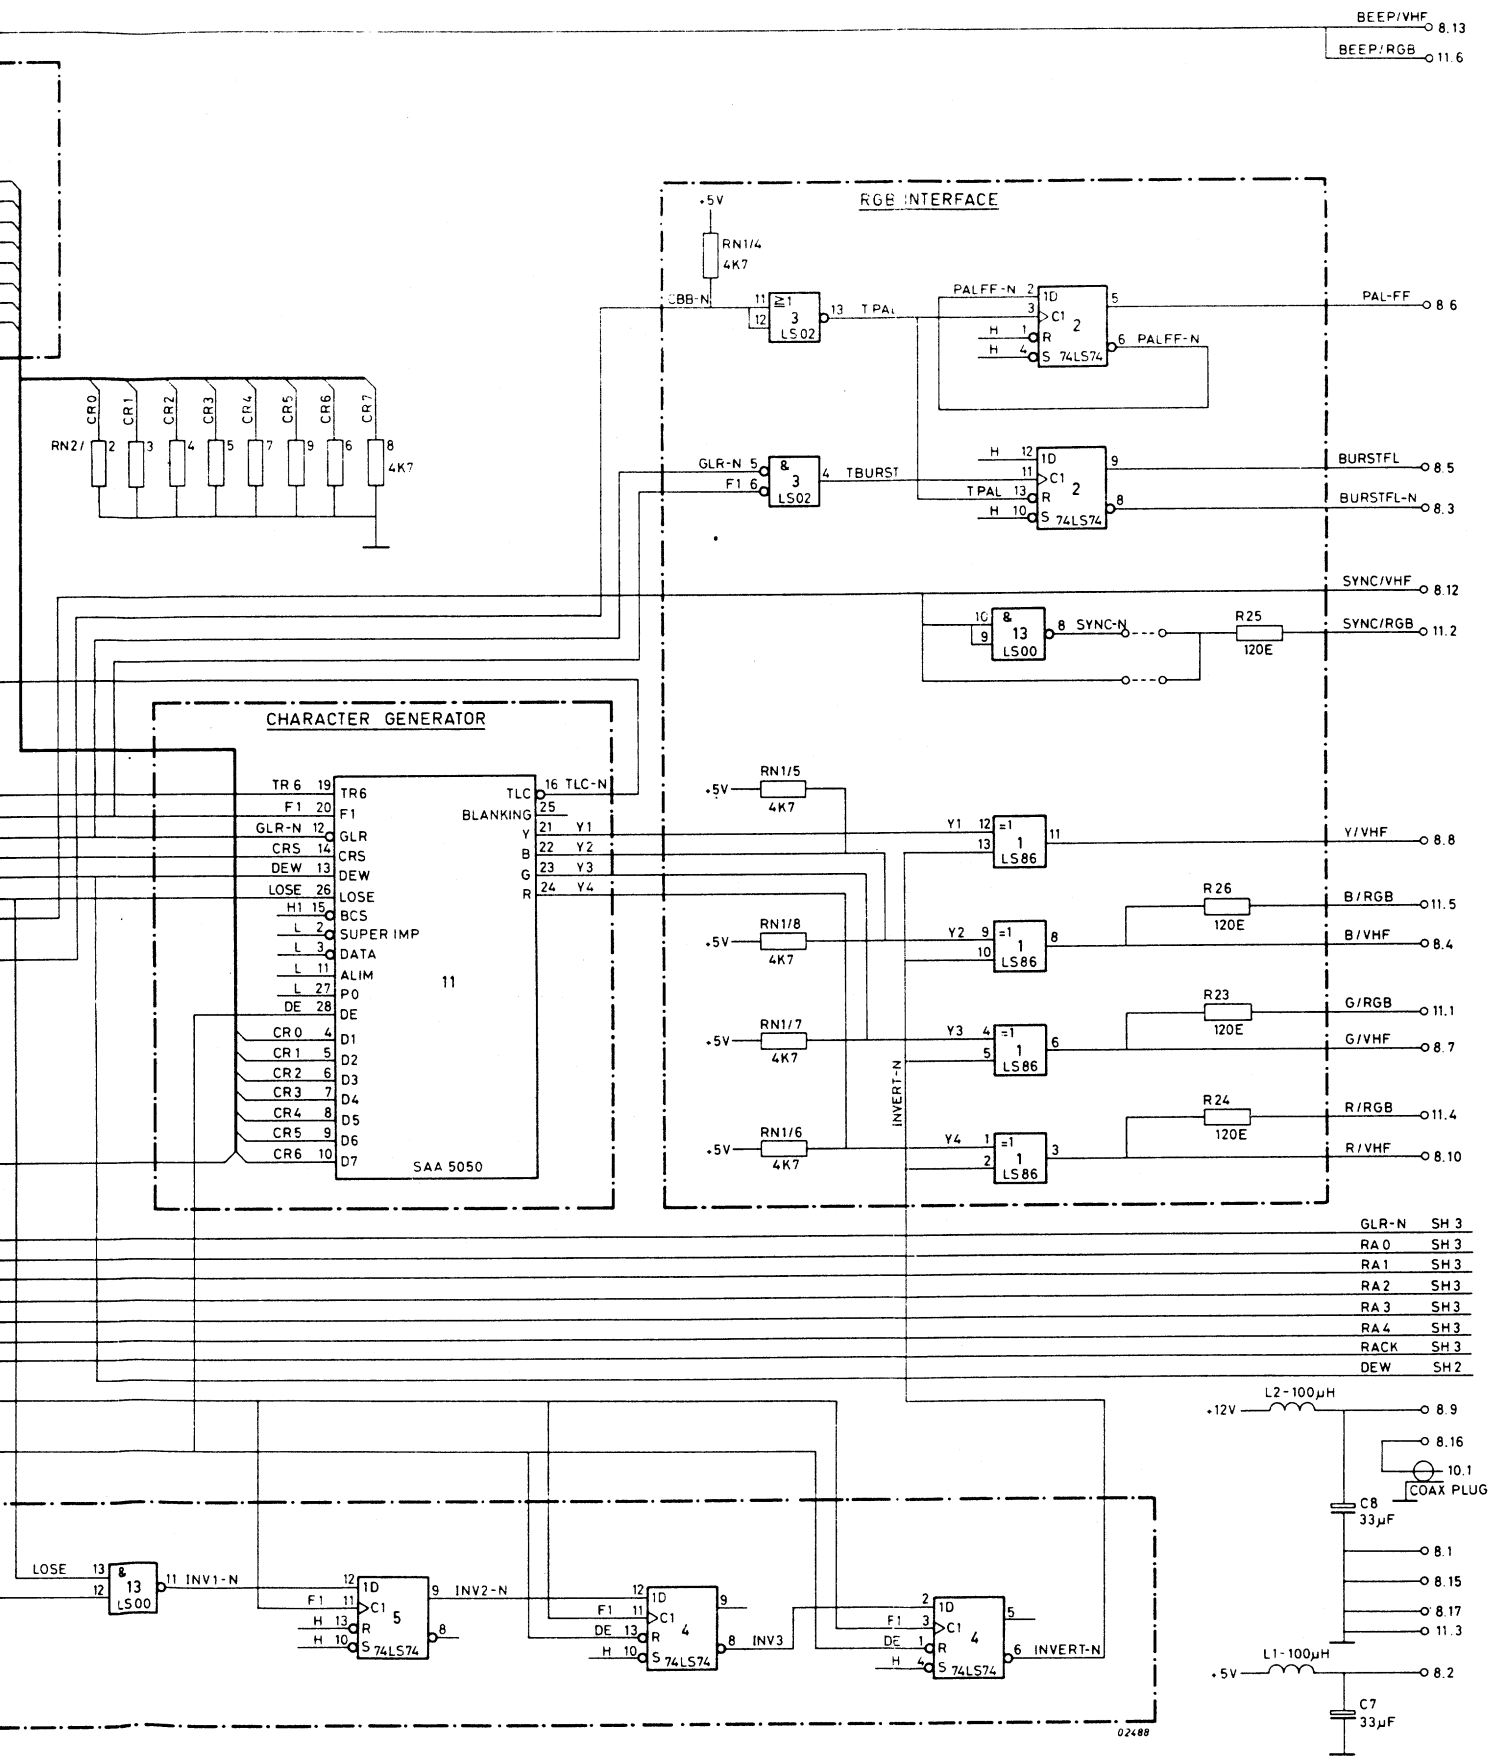 BEEP/VHF
8.13
BEEP/RGB
11.6
RGB INTERFACE
+5V
RN1/4
4K7
CBB-N
11
12
≥1
3
LS02
13
TPAL
PALFF-N
2
3
H 1
H 4
1D
C1
R
S
2
74LS74
5
6
PALFF-N
PAL-FF
8 6
CR0
CR1
CR2
CR3
CR4
CR5
CR6
CR7
RN2/
2
3
4
5
7
9
6
8
4K7
GLR-N 5
F1 6
&
3
LS02
4
TBURST
H 12
11
TPAL 13
H 10
1D
C1
R
S
2
74LS74
9
8
BURSTFL
8.5
BURSTFL-N
8.3
SYNC/VHF
8.12
10
9
&
13
LS00
8 SYNC-N
R25
120E
SYNC/RGB
11.2
CHARACTER GENERATOR
TR6 19 TR6
F1 20 F1
GLR-N 12 GLR
CRS 14 CRS
DEW 13 DEW
LOSE 26 LOSE
H1 15 BCS
L 2 SUPER IMP
L 3 DATA
L 11 ALIM
L 27 P0
DE 28 DE
CR0 4 D1
CR1 5 D2
CR2 6 D3
CR3 7 D4
CR4 8 D5
CR5 9 D6
CR6 10 D7
TLC 16 TLC-N
BLANKING 25
Y 21 Y1
B 22 Y2
G 23 Y3
R 24 Y4
11
SAA 5050
+5V
RN1/5
4K7
Y1 12
13
=1
1
LS86
11
Y/VHF
8.8
+5V
RN1/8
4K7
Y2 9
10
=1
1
LS86
8
R26
120E
B/RGB
11.5
B/VHF
8.4
+5V
RN1/7
4K7
Y3 4
5
=1
1
LS86
6
R23
120E
G/RGB
11.1
G/VHF
8.7
INVERT-N
+5V
RN1/6
4K7
Y4 1
2
=1
1
LS86
3
R24
120E
R/RGB
11.4
R/VHF
8.10
GLR-N SH 3
RA0 SH 3
RA1 SH3
RA2 SH3
RA3 SH3
RA4 SH3
RACK SH 3
DEW SH2
L2-100µH
+12V
8.9
8.16
10.1
COAX PLUG
C8
33µF
8.1
8.15
8.17
11.3
L1-100µH
+5V
8.2
C7
33µF
LOSE 13
12
&
13
LS00
11 INV1-N
12
F1 11
H 13
H 10
1D
C1
R
S
5
74LS74
9
8
INV2-N
12
F1 11
DE 13
H 10
1D
C1
R
S
4
74LS74
9
8
INV3
2
F1 3
DE 1
H 4
1D
C1
R
S
4
74LS74
5
6
INVERT-N
02488